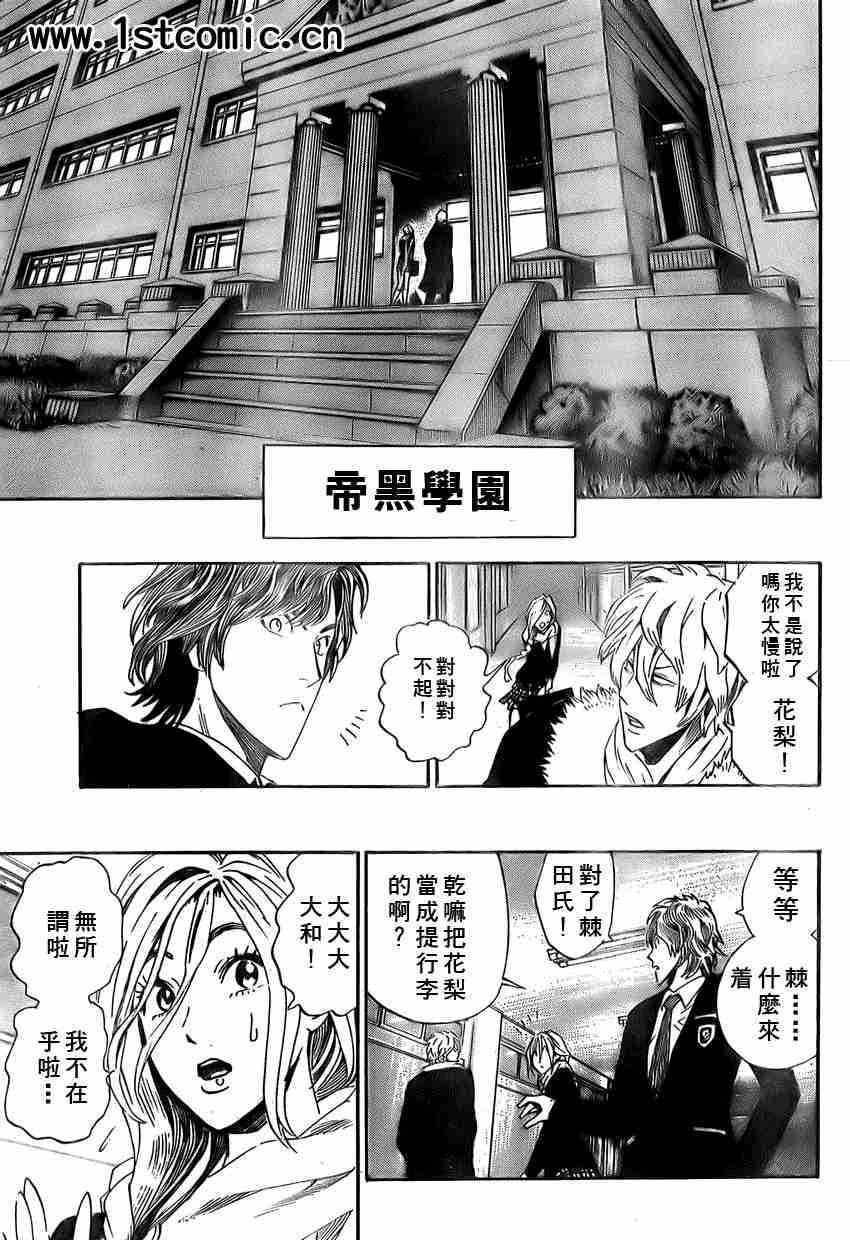 www.1stcomic.cn
帝黑學園
我不是說了
嗎你太慢啦
花梨！
對對對
不起！
等等
棘……
什麼來
着
對了棘
田氏！
乾嘛把花梨
當成提行李
的啊？
大大大
大和！
無所
謂啦
我不在
乎啦…